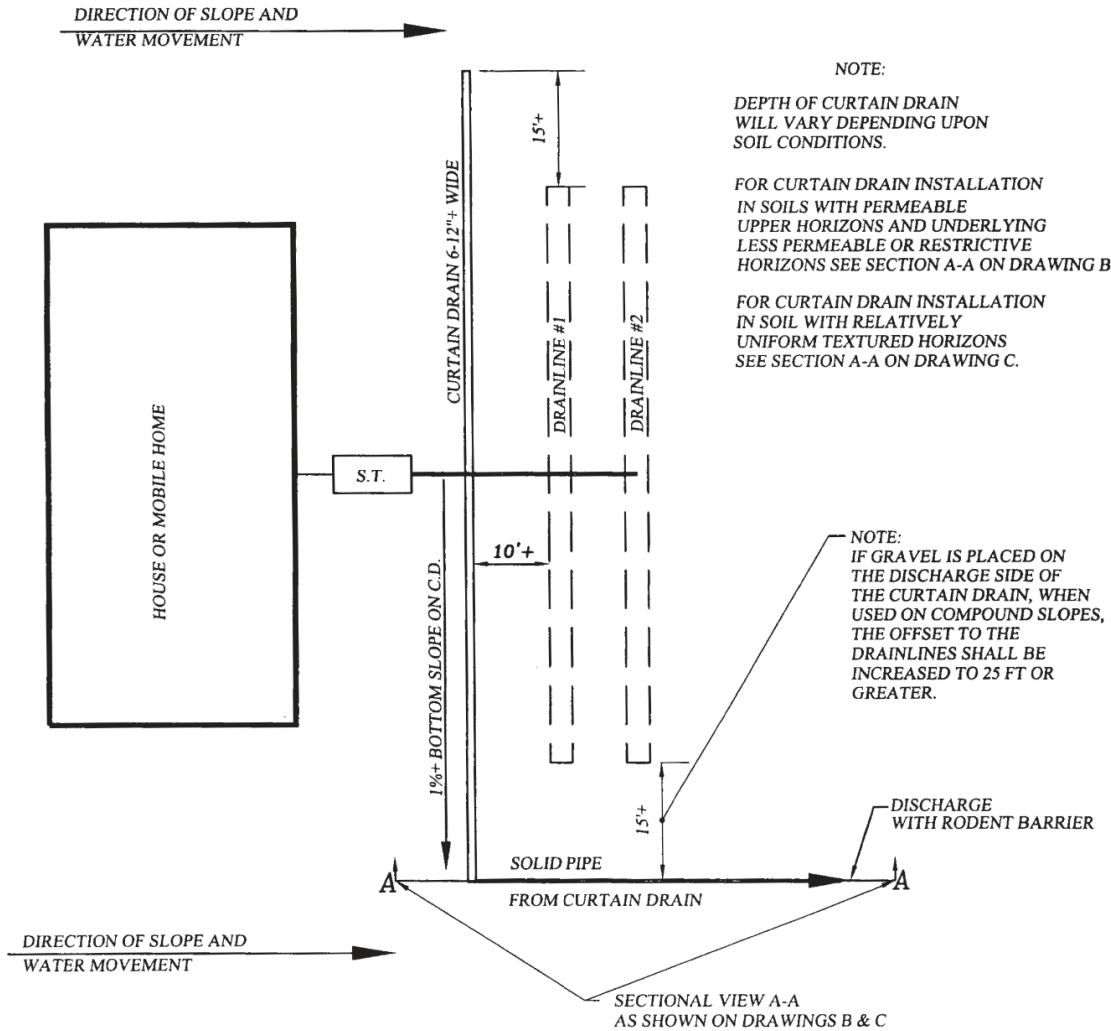 DIRECTION OF SLOPE AND
WATER MOVEMENT
NOTE:
DEPTH OF CURTAIN DRAIN
WILL VARY DEPENDING UPON
SOIL CONDITIONS.
FOR CURTAIN DRAIN INSTALLATION
IN SOILS WITH PERMEABLE
UPPER HORIZONS AND UNDERLYING
LESS PERMEABLE OR RESTRICTIVE
HORIZONS SEE SECTION A-A ON DRAWING B
FOR CURTAIN DRAIN INSTALLATION
IN SOIL WITH RELATIVELY
UNIFORM TEXTURED HORIZONS
SEE SECTION A-A ON DRAWING C.
15'+
CURTAIN DRAIN 6-12"+ WIDE
DRAINLINE #1
DRAINLINE #2
HOUSE OR MOBILE HOME
S.T.
10'+
1%+ BOTTOM SLOPE ON C.D.
NOTE:
IF GRAVEL IS PLACED ON
THE DISCHARGE SIDE OF
THE CURTAIN DRAIN, WHEN
USED ON COMPOUND SLOPES,
THE OFFSET TO THE
DRAINLINES SHALL BE
INCREASED TO 25 FT OR
GREATER.
15'+
DISCHARGE
WITH RODENT BARRIER
A
SOLID PIPE
FROM CURTAIN DRAIN
A
DIRECTION OF SLOPE AND
WATER MOVEMENT
SECTIONAL VIEW A-A
AS SHOWN ON DRAWINGS B & C